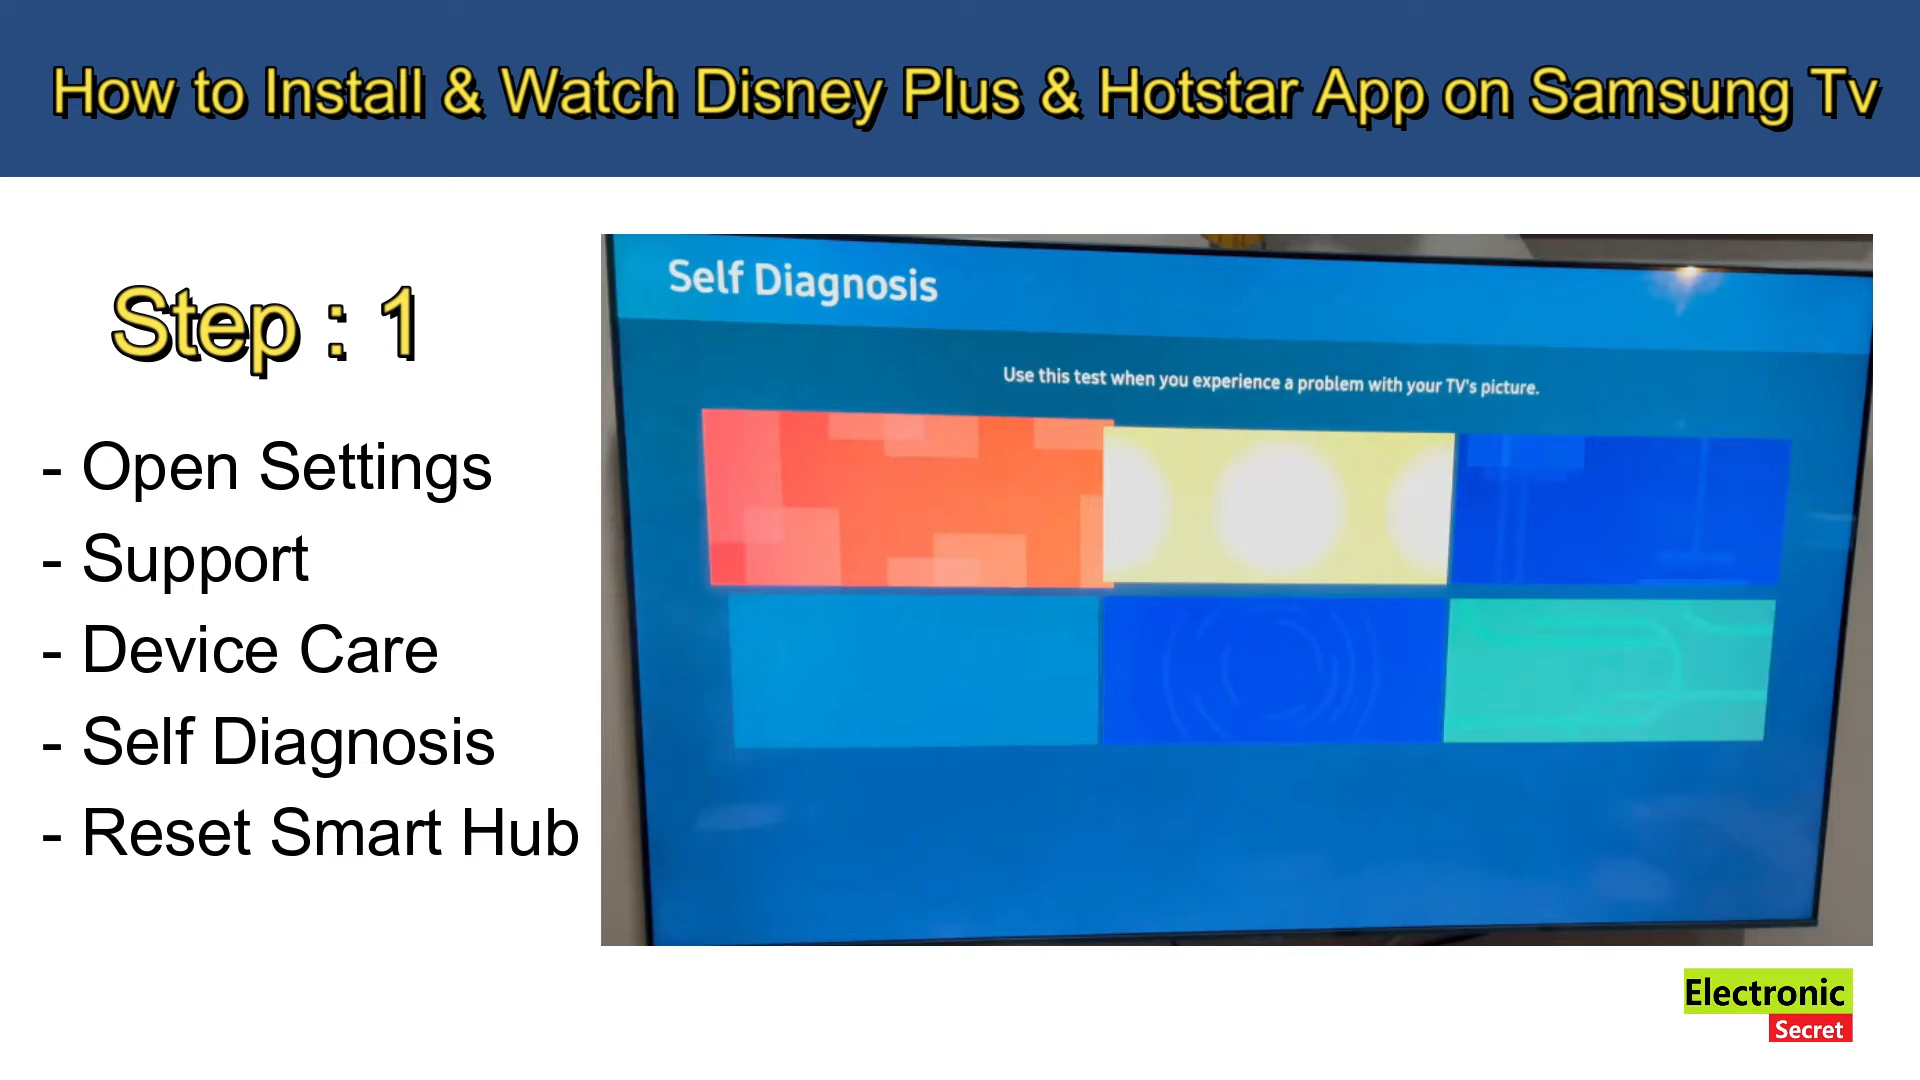 How to Install & Watch Disney Plus & Hotstar App on Samsung Tv
Step : 1
- Open Settings
- Support
- Device Care
- Self Diagnosis
- Reset Smart Hub
Self Diagnosis
Use this test when you experience a problem with your TV's picture.
Electronic
Secret